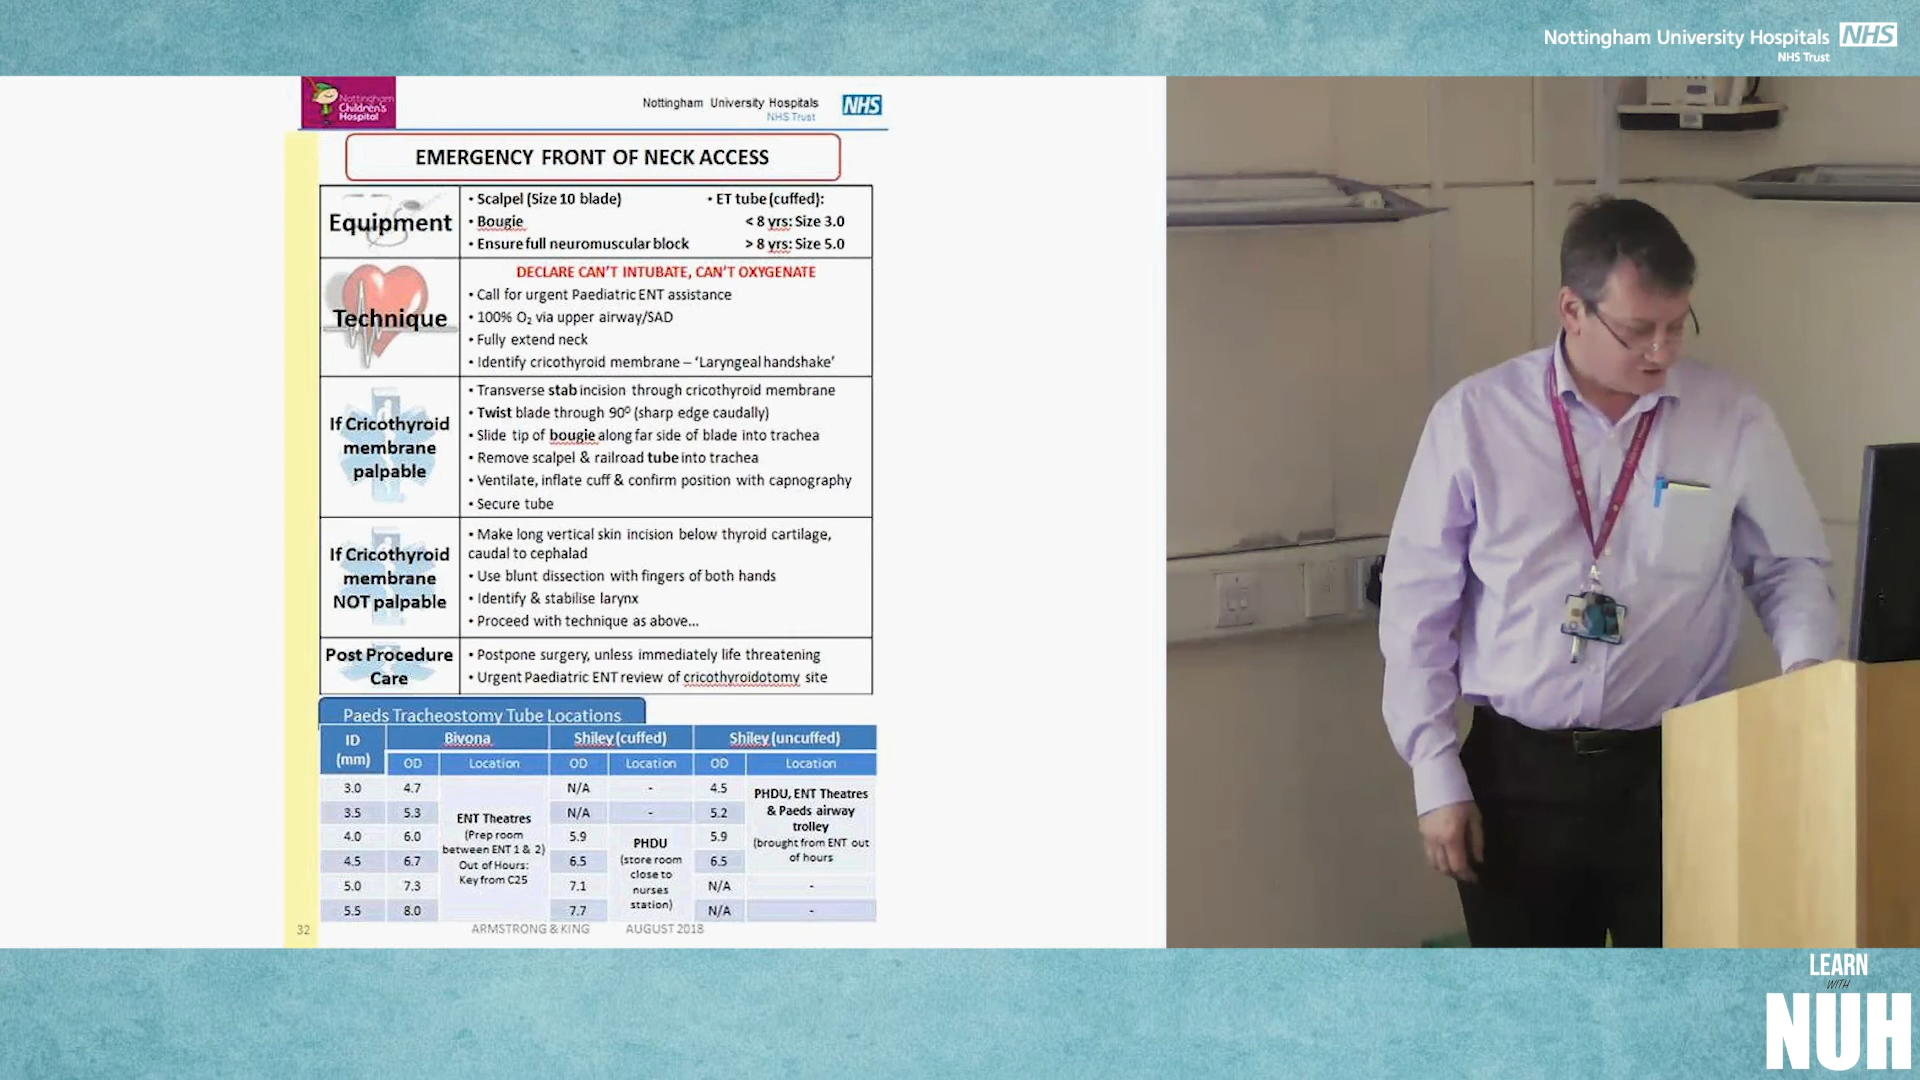 Nottingham University Hospitals NHS
NHS Trust
Nottingham
Children's
Hospital
Nottingham University Hospitals NHS
NHS Trust
EMERGENCY FRONT OF NECK ACCESS
Equipment
• Scalpel (Size 10 blade)
• Bougie
• Ensure full neuromuscular block
• ET tube (cuffed):
< 8 yrs: Size 3.0
> 8 yrs: Size 5.0
Technique
DECLARE CAN'T INTUBATE, CAN'T OXYGENATE
• Call for urgent Paediatric ENT assistance
• 100% O₂ via upper airway/SAD
• Fully extend neck
• Identify cricothyroid membrane – 'Laryngeal handshake'
If Cricothyroid
membrane
palpable
• Transverse stab incision through cricothyroid membrane
• Twist blade through 90⁰ (sharp edge caudally)
• Slide tip of bougie along far side of blade into trachea
• Remove scalpel & railroad tube into trachea
• Ventilate, inflate cuff & confirm position with capnography
• Secure tube
If Cricothyroid
membrane
NOT palpable
• Make long vertical skin incision below thyroid cartilage,
caudal to cephalad
• Use blunt dissection with fingers of both hands
• Identify & stabilise larynx
• Proceed with technique as above...
Post Procedure
Care
• Postpone surgery, unless immediately life threatening
• Urgent Paediatric ENT review of cricothyroidotomy site
Paeds Tracheostomy Tube Locations
ID
(mm)
Bivona Shiley (cuffed) Shiley (uncuffed)
OD Location OD Location OD Location
3.0 4.7 N/A - 4.5
3.5 5.3 N/A - 5.2
4.0 6.0 5.9 5.9
4.5 6.7 6.5 6.5
5.0 7.3 7.1 N/A -
5.5 8.0 7.7 N/A -
ENT Theatres
(Prep room
between ENT 1 & 2)
Out of Hours:
Key from C25
PHDU
(store room
close to
nurses
station)
PHDU, ENT Theatres
& Paeds airway
trolley
(brought from ENT out
of hours
32 ARMSTRONG & KING AUGUST 2018
LEARN
WITH
NUH